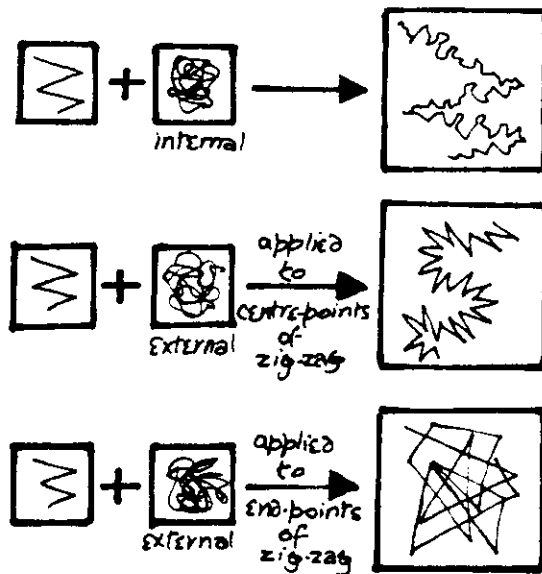 internal
applied
to
centre-points
of
zig-zag
external
applied
to
end-points
of
zig-zag
external